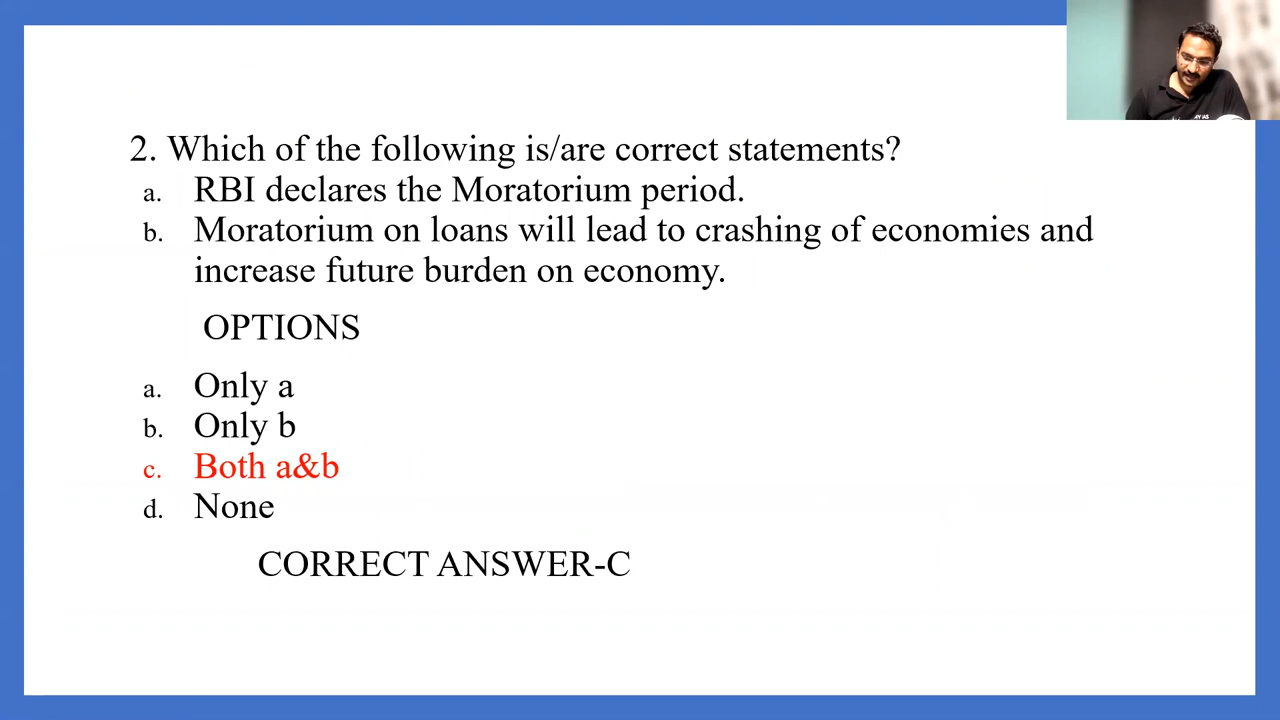 2. Which of the following is/are correct statements?
a. RBI declares the Moratorium period.
b. Moratorium on loans will lead to crashing of economies and
increase future burden on economy.
OPTIONS
a. Only a
b. Only b
c. Both a&b
d. None
CORRECT ANSWER-C